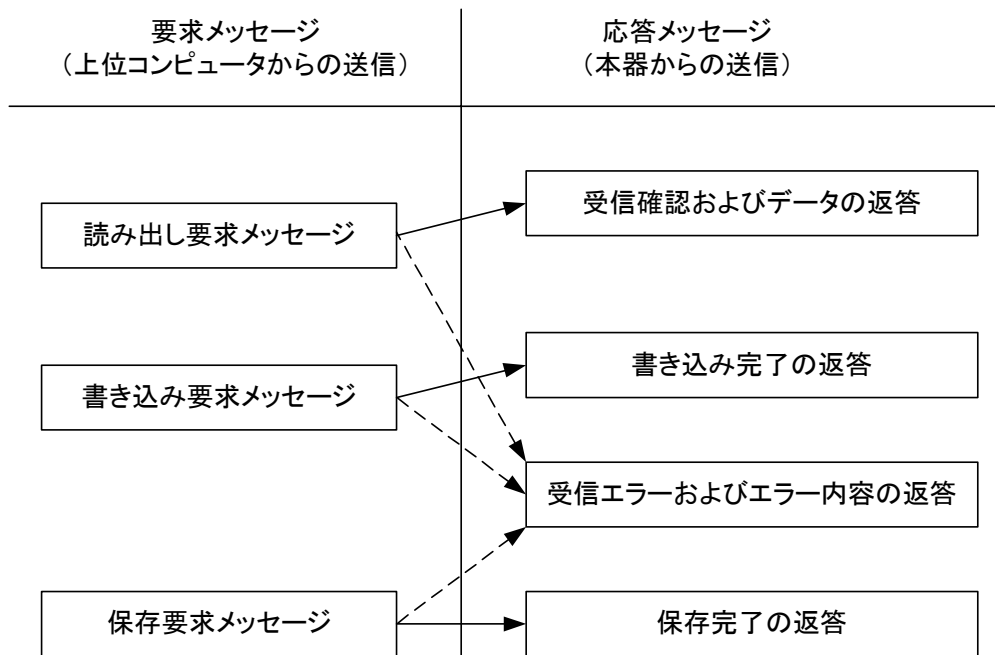 要求メッセージ
(上位コンピュータからの送信)
応答メッセージ
(本器からの送信)
受信確認およびデータの返答
読み出し要求メッセージ
書き込み完了の返答
書き込み要求メッセージ
受信エラーおよびエラー内容の返答
保存要求メッセージ
保存完了の返答